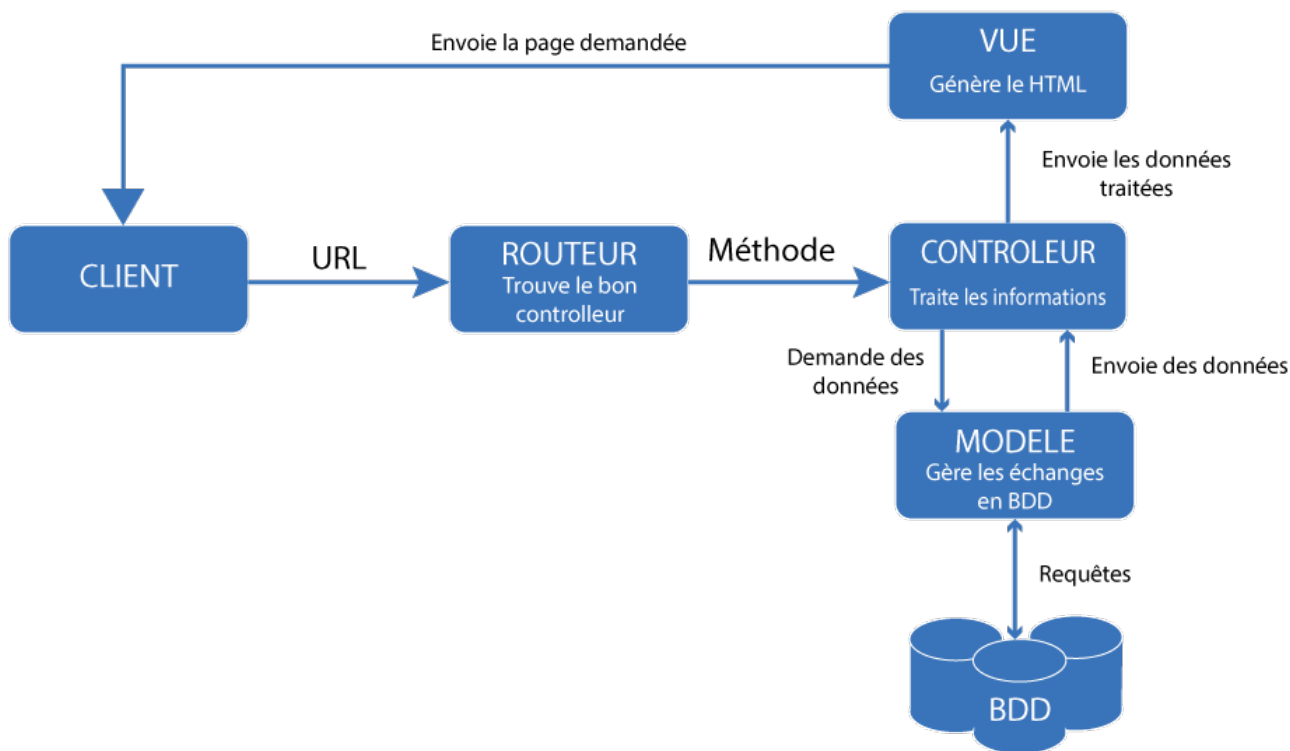 VUE
Génère le HTML
Envoie la page demandée
Envoie les données
traitées
CLIENT
URL
ROUTEUR
Trouve le bon
controlleur
Méthode
CONTROLEUR
Traite les informations
Demande des
données
Envoie des données
MODELE
Gère les échanges
en BDD
Requêtes
BDD